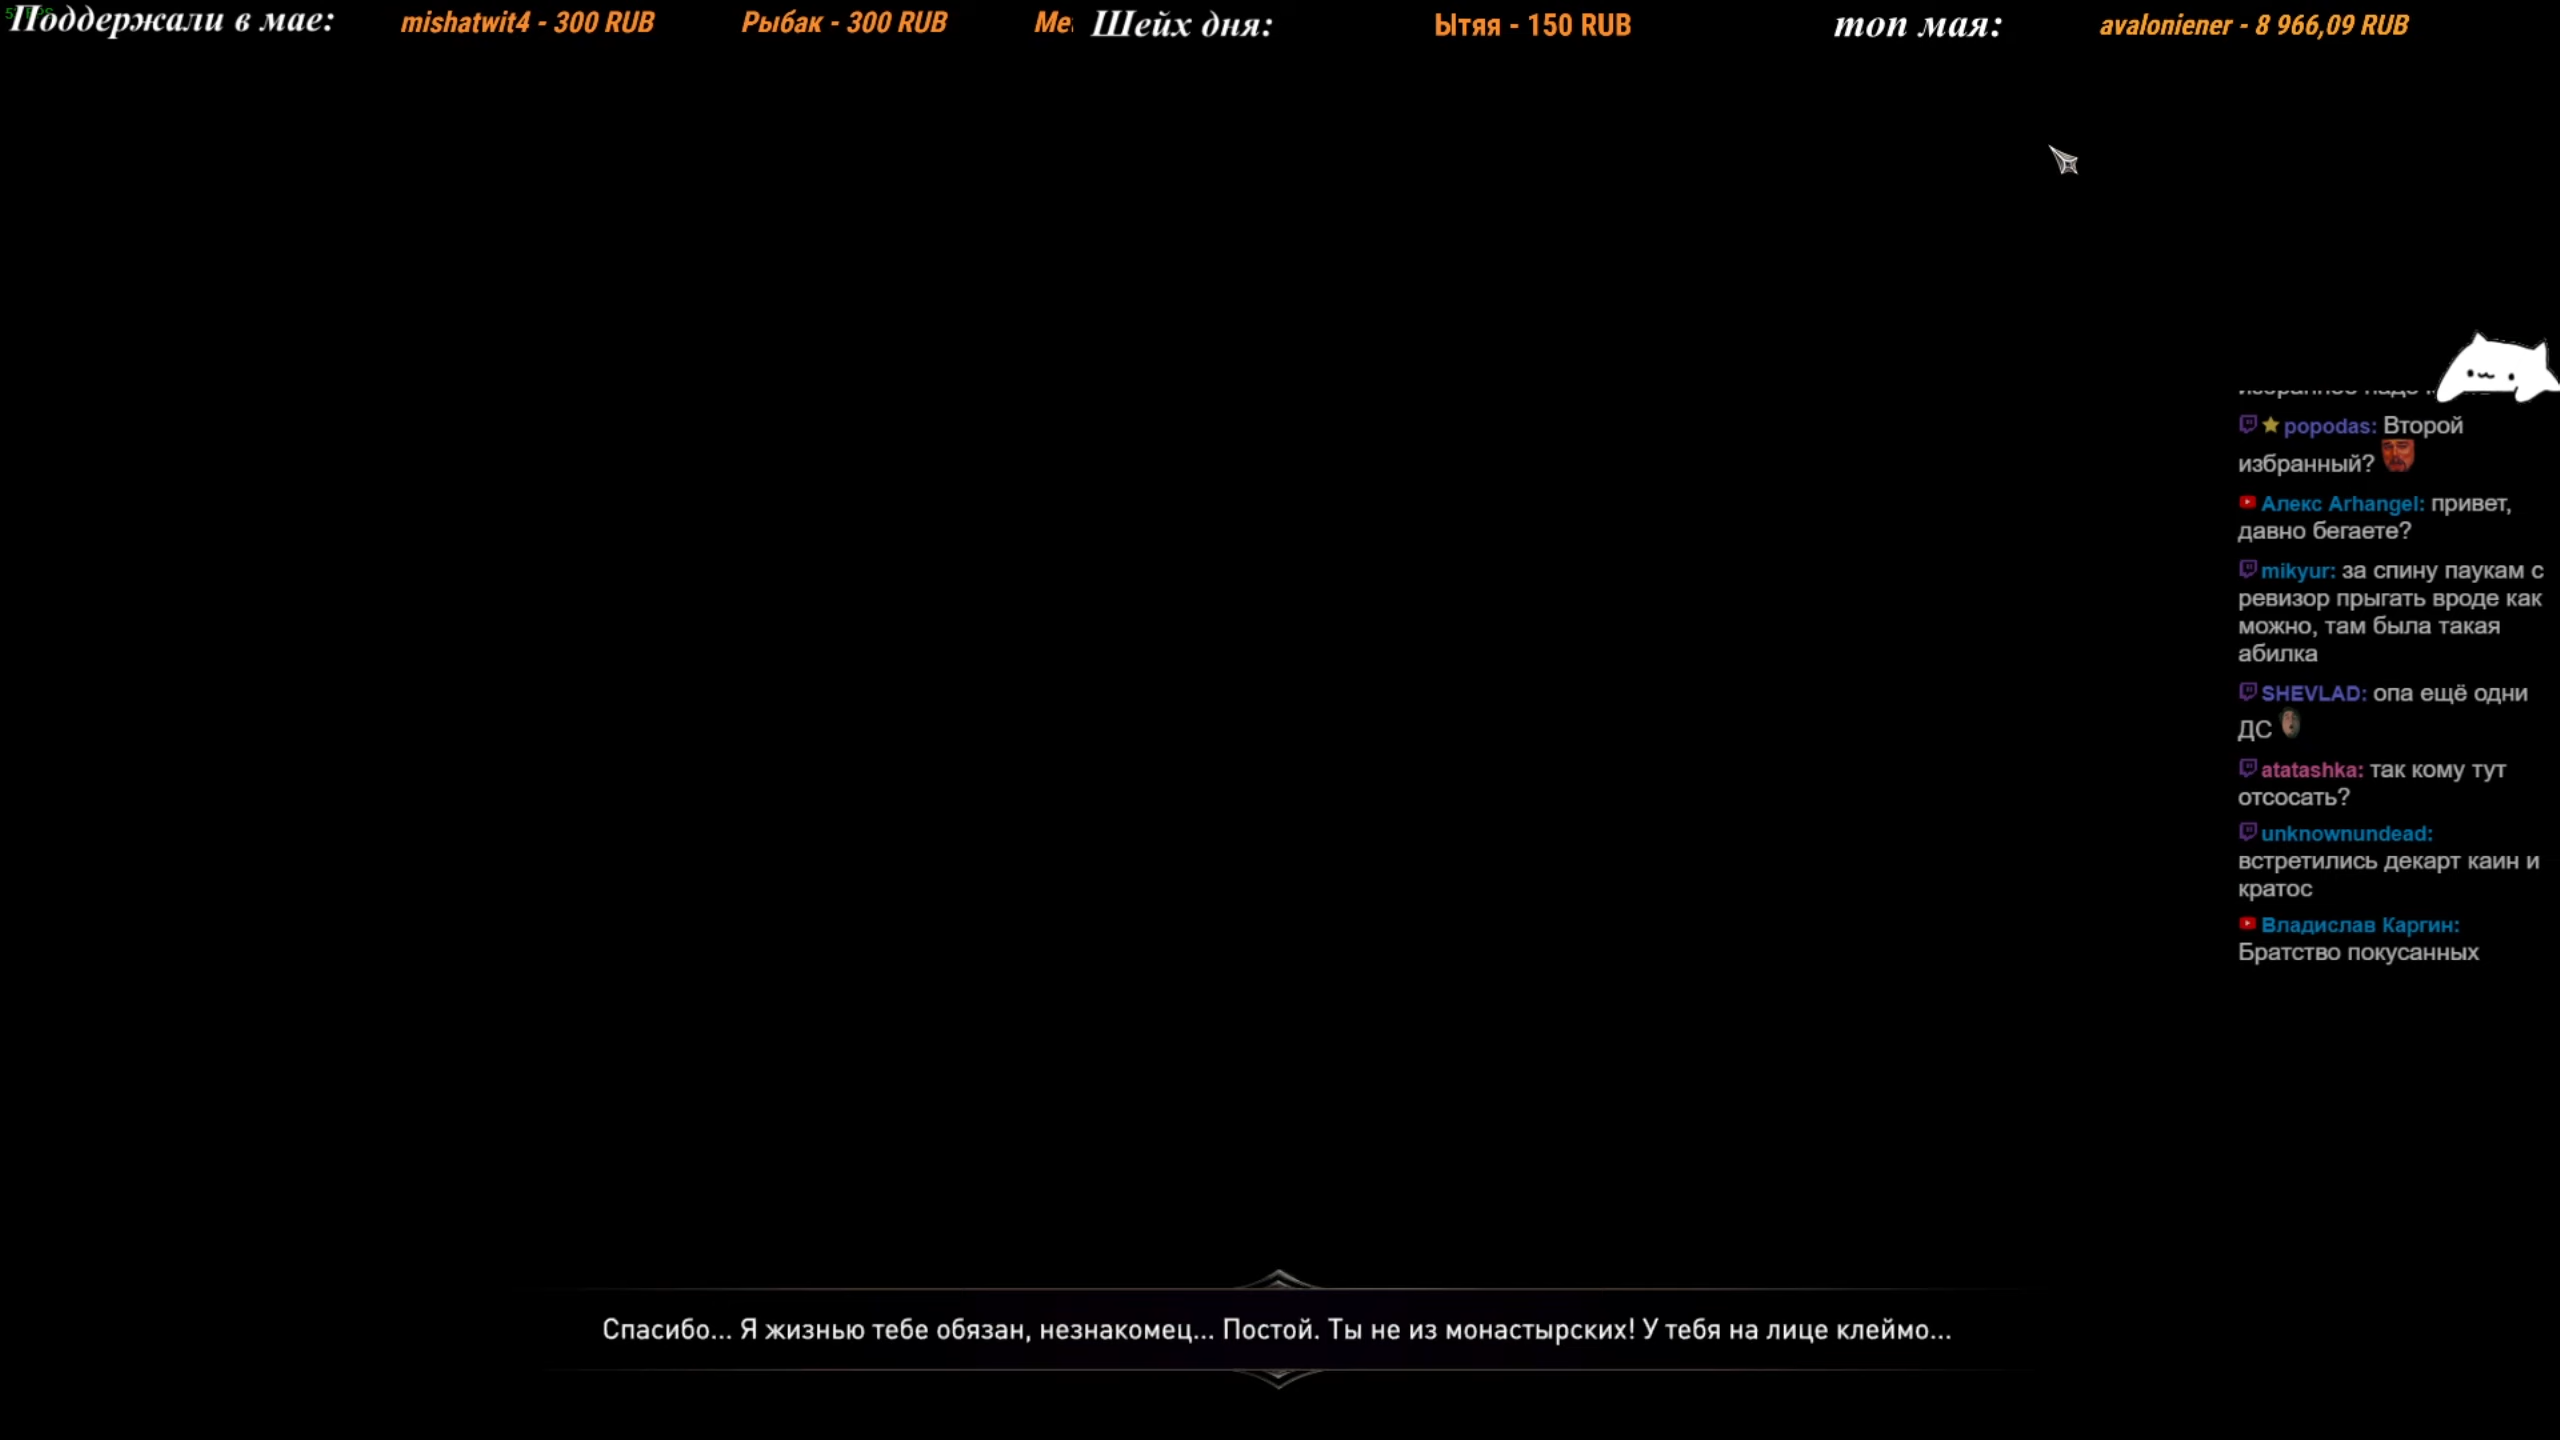 Поддержали в мае: mishatwit4 - 300 RUB Рыбак - 300 RUB Шейх дня: Ытяя - 150 RUB топ мая: avaloniener - 8 966,09 RUB
popodas: Второй
избранный?
Алекс Arhangel: привет,
давно бегаете?
mikyur: за спину паукам с
ревизор прыгать вроде как
можно, там была такая
абилка
SHEVLAD: опа ещё одни
ДС
atatashka: так кому тут
отсосать?
unknownundead:
встретились декарт каин и
кратос
Владислав Каргин:
Братство покусанных
Спасибо... Я жизнью тебе обязан, незнакомец... Постой. Ты не из монастырских! У тебя на лице клеймо...